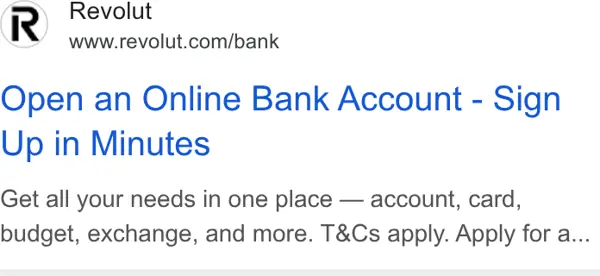 Revolut
www.revolut.com/bank
Open an Online Bank Account - Sign
Up in Minutes
Get all your needs in one place — account, card,
budget, exchange, and more. T&Cs apply. Apply for a...